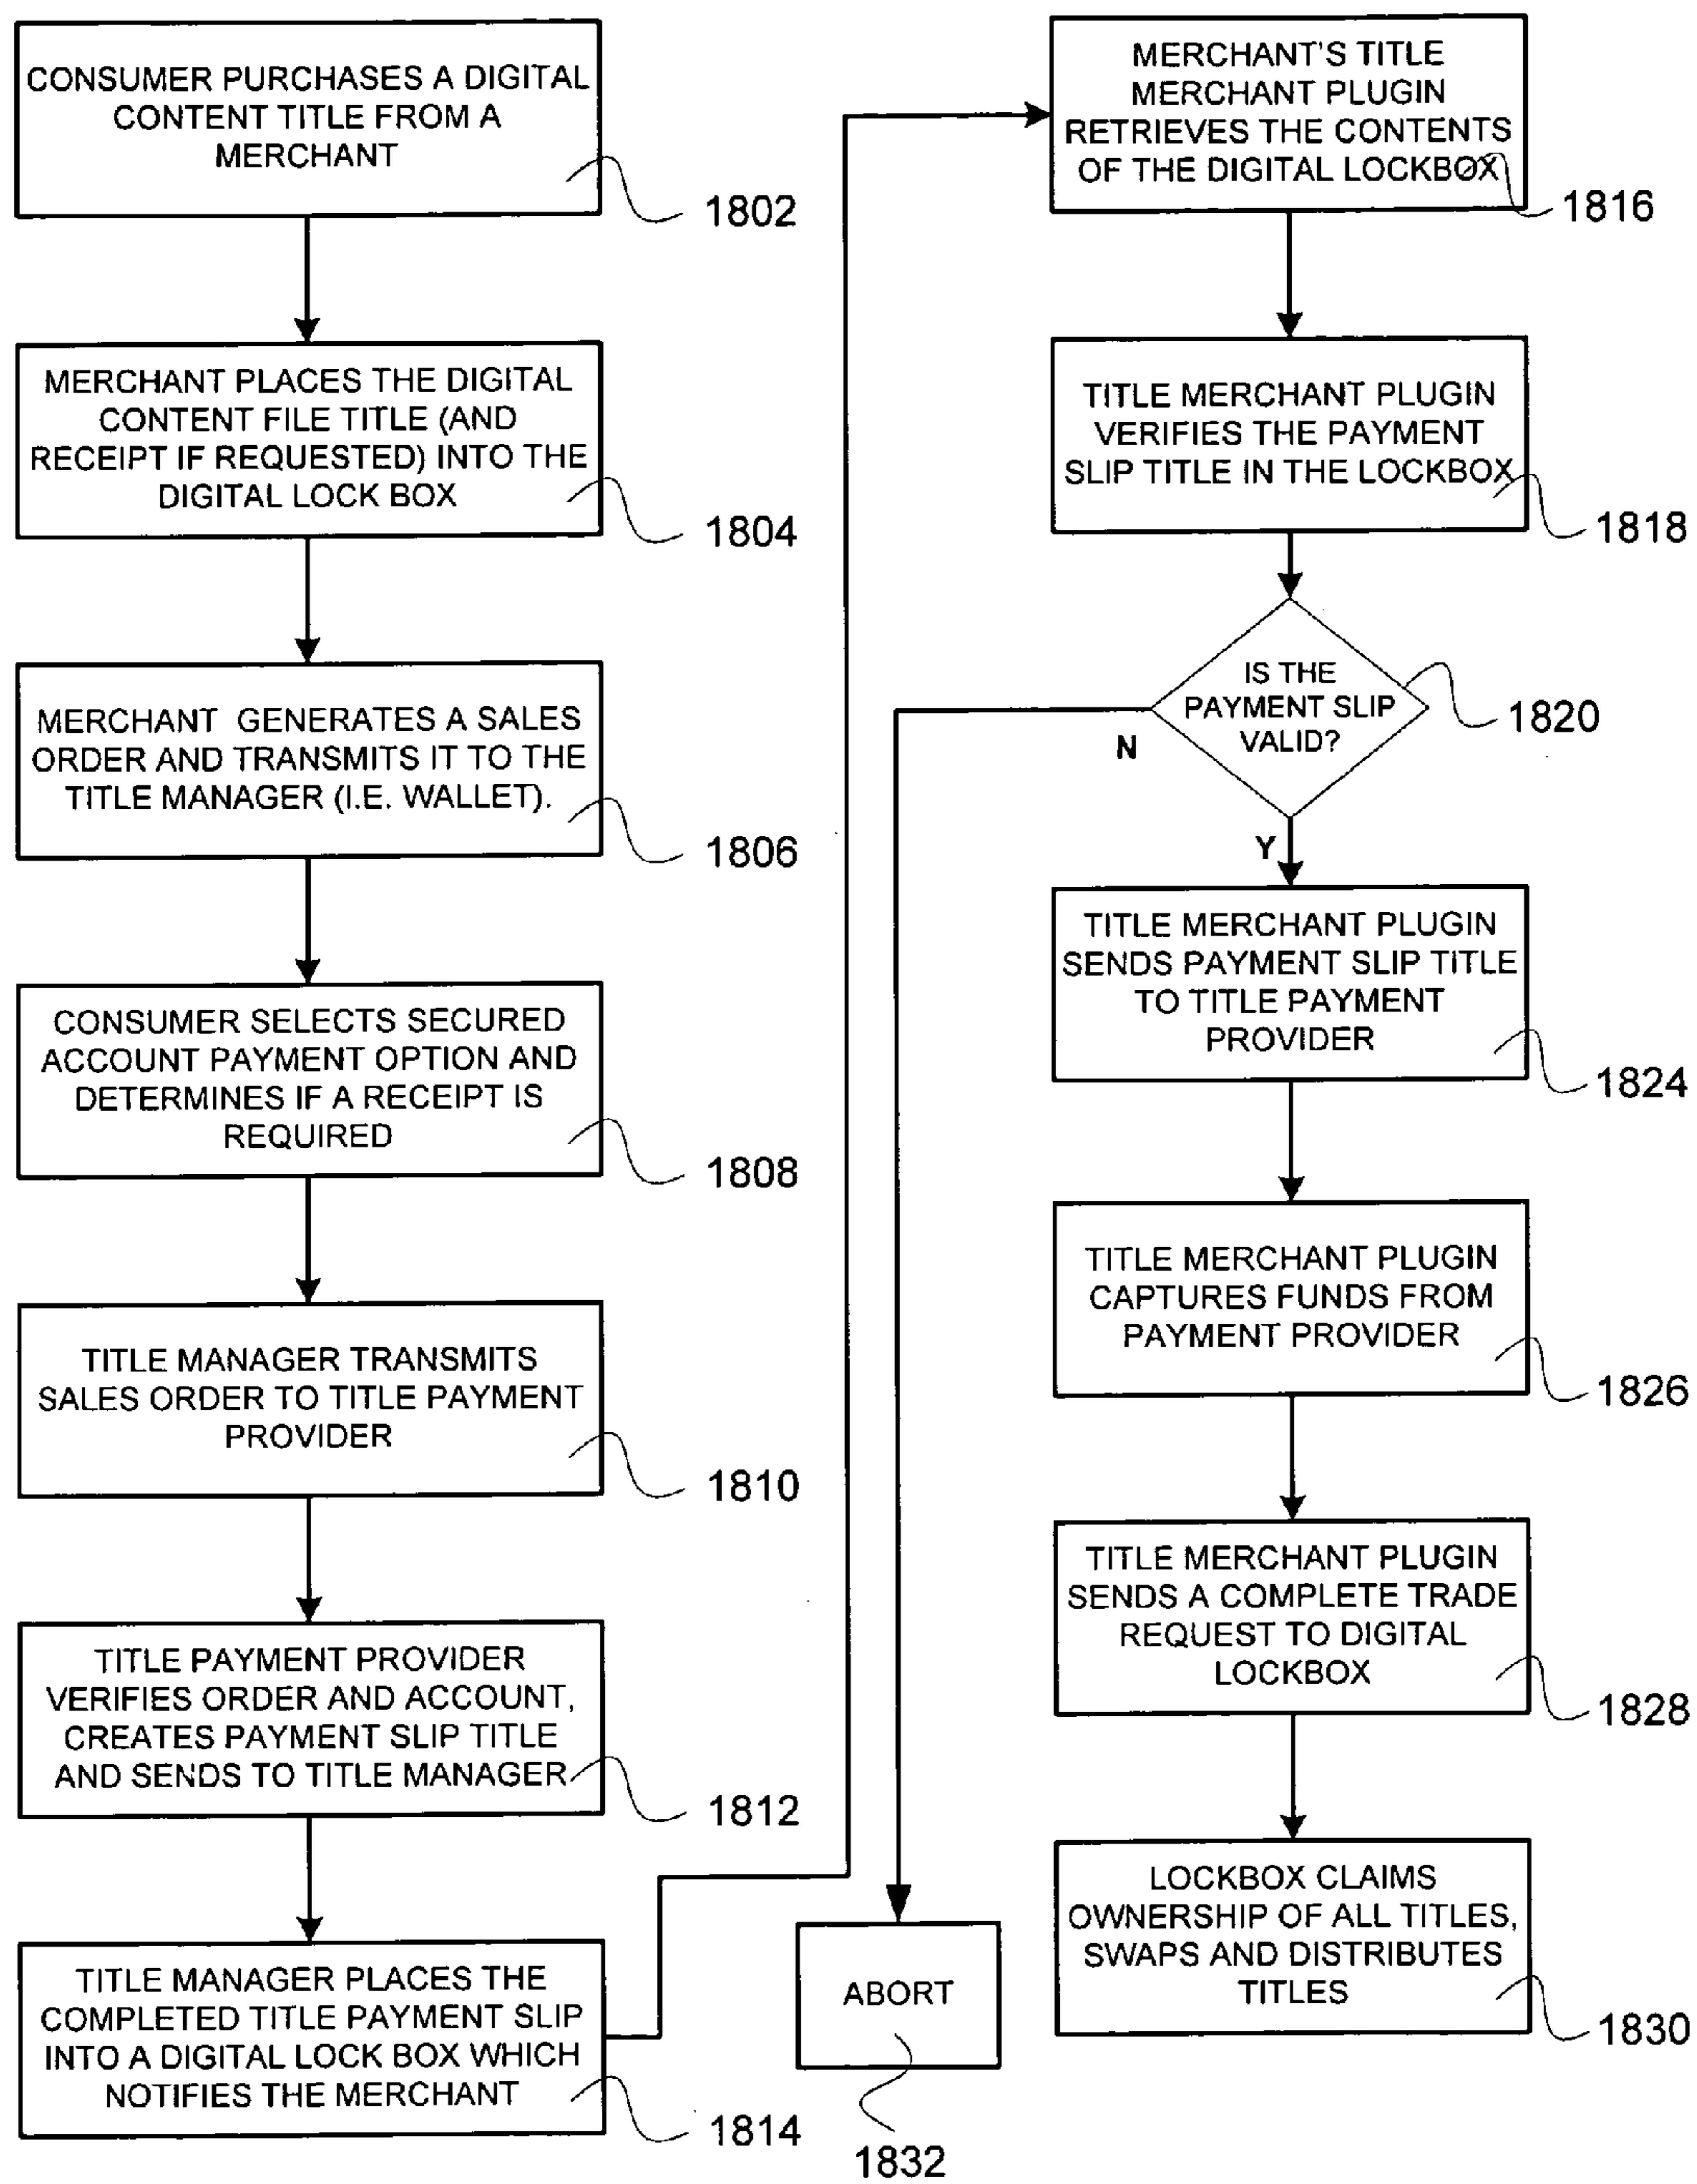 CONSUMER PURCHASES A DIGITAL
CONTENT TITLE FROM A
MERCHANT
1802
MERCHANT PLACES THE DIGITAL
CONTENT FILE TITLE (AND
RECEIPT IF REQUESTED) INTO THE
DIGITAL LOCK BOX
1804
MERCHANT GENERATES A SALES
ORDER AND TRANSMITS IT TO THE
TITLE MANAGER (I.E. WALLET).
1806
CONSUMER SELECTS SECURED
ACCOUNT PAYMENT OPTION AND
DETERMINES IF A RECEIPT IS
REQUIRED
1808
TITLE MANAGER TRANSMITS
SALES ORDER TO TITLE PAYMENT
PROVIDER
1810
TITLE PAYMENT PROVIDER
VERIFIES ORDER AND ACCOUNT,
CREATES PAYMENT SLIP TITLE
AND SENDS TO TITLE MANAGER
1812
TITLE MANAGER PLACES THE
COMPLETED TITLE PAYMENT SLIP
INTO A DIGITAL LOCK BOX WHICH
NOTIFIES THE MERCHANT
1814
MERCHANT'S TITLE
MERCHANT PLUGIN
RETRIEVES THE CONTENTS
OF THE DIGITAL LOCKBOX
1816
TITLE MERCHANT PLUGIN
VERIFIES THE PAYMENT
SLIP TITLE IN THE LOCKBOX
1818
IS THE
PAYMENT SLIP
VALID?
1820
N
Y
TITLE MERCHANT PLUGIN
SENDS PAYMENT SLIP TITLE
TO TITLE PAYMENT
PROVIDER
1824
TITLE MERCHANT PLUGIN
CAPTURES FUNDS FROM
PAYMENT PROVIDER
1826
TITLE MERCHANT PLUGIN
SENDS A COMPLETE TRADE
REQUEST TO DIGITAL
LOCKBOX
1828
LOCKBOX CLAIMS
OWNERSHIP OF ALL TITLES,
SWAPS AND DISTRIBUTES
TITLES
1830
ABORT
1832